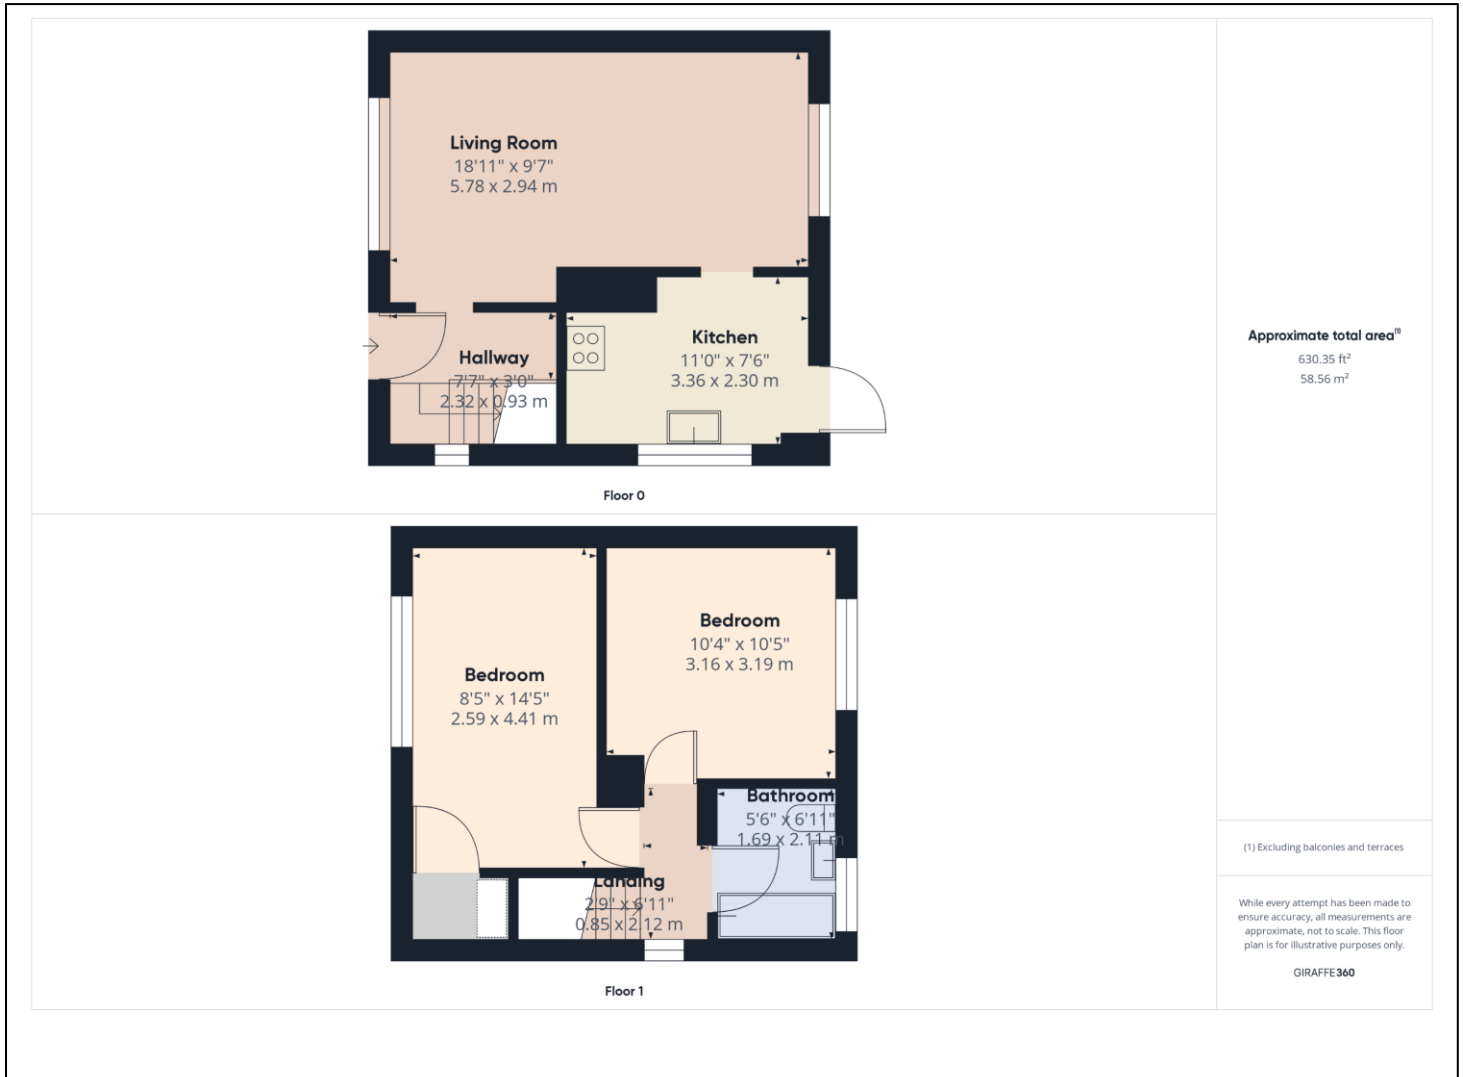 Living Room
18'11" x 9'7"
5.78 x 2.94 m
Kitchen
11'0" x 7'6"
3.36 x 2.30 m
Hallway
7'7" x 3'0"
2.32 x 0.93 m
Floor 0
Approximate total area(1)
630.35 ft²
58.56 m²
Bedroom
10'4" x 10'5"
3.16 x 3.19 m
Bedroom
8'5" x 14'5"
2.59 x 4.41 m
Bathroom
5'6" x 6'11"
1.69 x 2.11 m
Landing
2'9" x 6'11"
0.85 x 2.12 m
Floor 1
(1) Excluding balconies and terraces
While every attempt has been made to
ensure accuracy, all measurements are
approximate, not to scale. This floor
plan is for illustrative purposes only.
GIRAFFE360